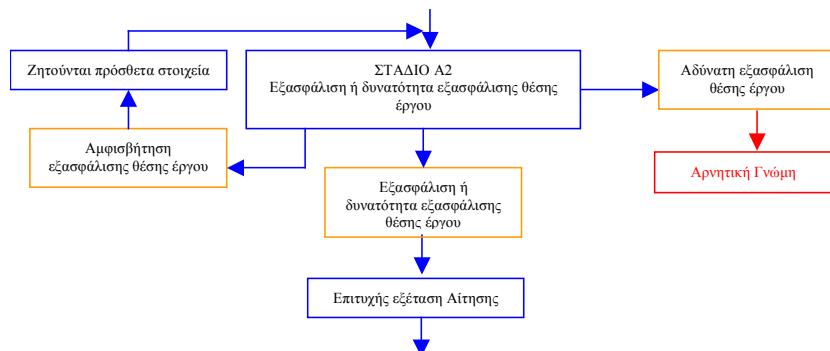 Ζητούνται πρόσθετα στοιχεία
ΣΤΑΔΙΟ Α2
Εξασφάλιση ή δυνατότητα εξασφάλισης θέσης
έργου
Αδύνατη εξασφάλιση
θέσης έργου
Αμφισβήτηση
εξασφάλισης θέσης έργου
Αρνητική Γνώμη
Εξασφάλιση ή
δυνατότητα εξασφάλισης
θέσης έργου
Επιτυχής εξέταση Αίτησης